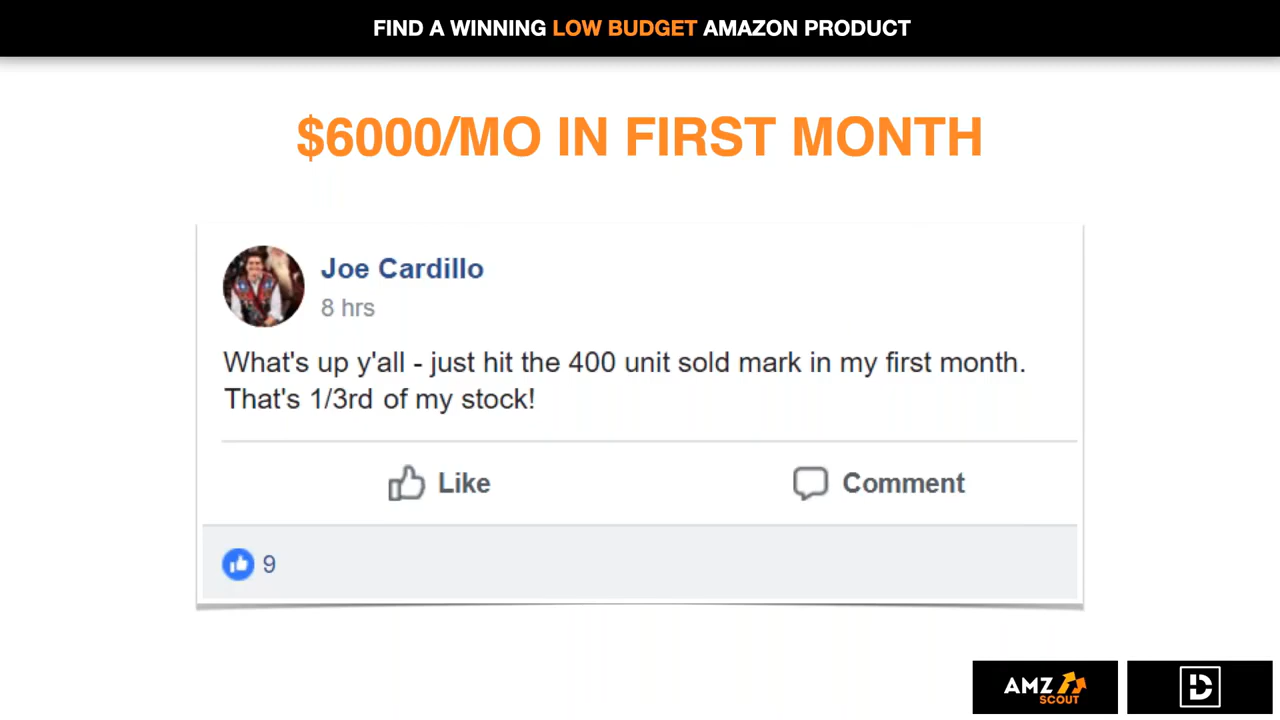 FIND A WINNING LOW BUDGET AMAZON PRODUCT
$6000/MO IN FIRST MONTH
Joe Cardillo
8 hrs
What's up y'all - just hit the 400 unit sold mark in my first month.
That's 1/3rd of my stock!
Like
Comment
9
AMZ
SCOUT
D